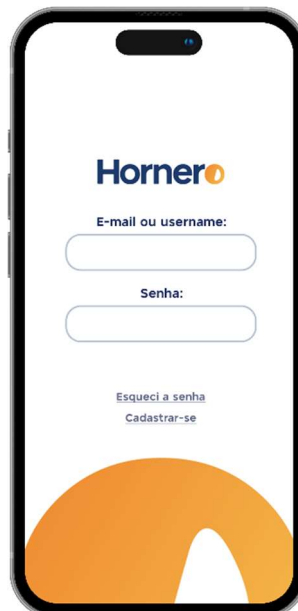 Hornero
E-mail ou username:
Senha:
Esqueci a senha
Cadastrar-se